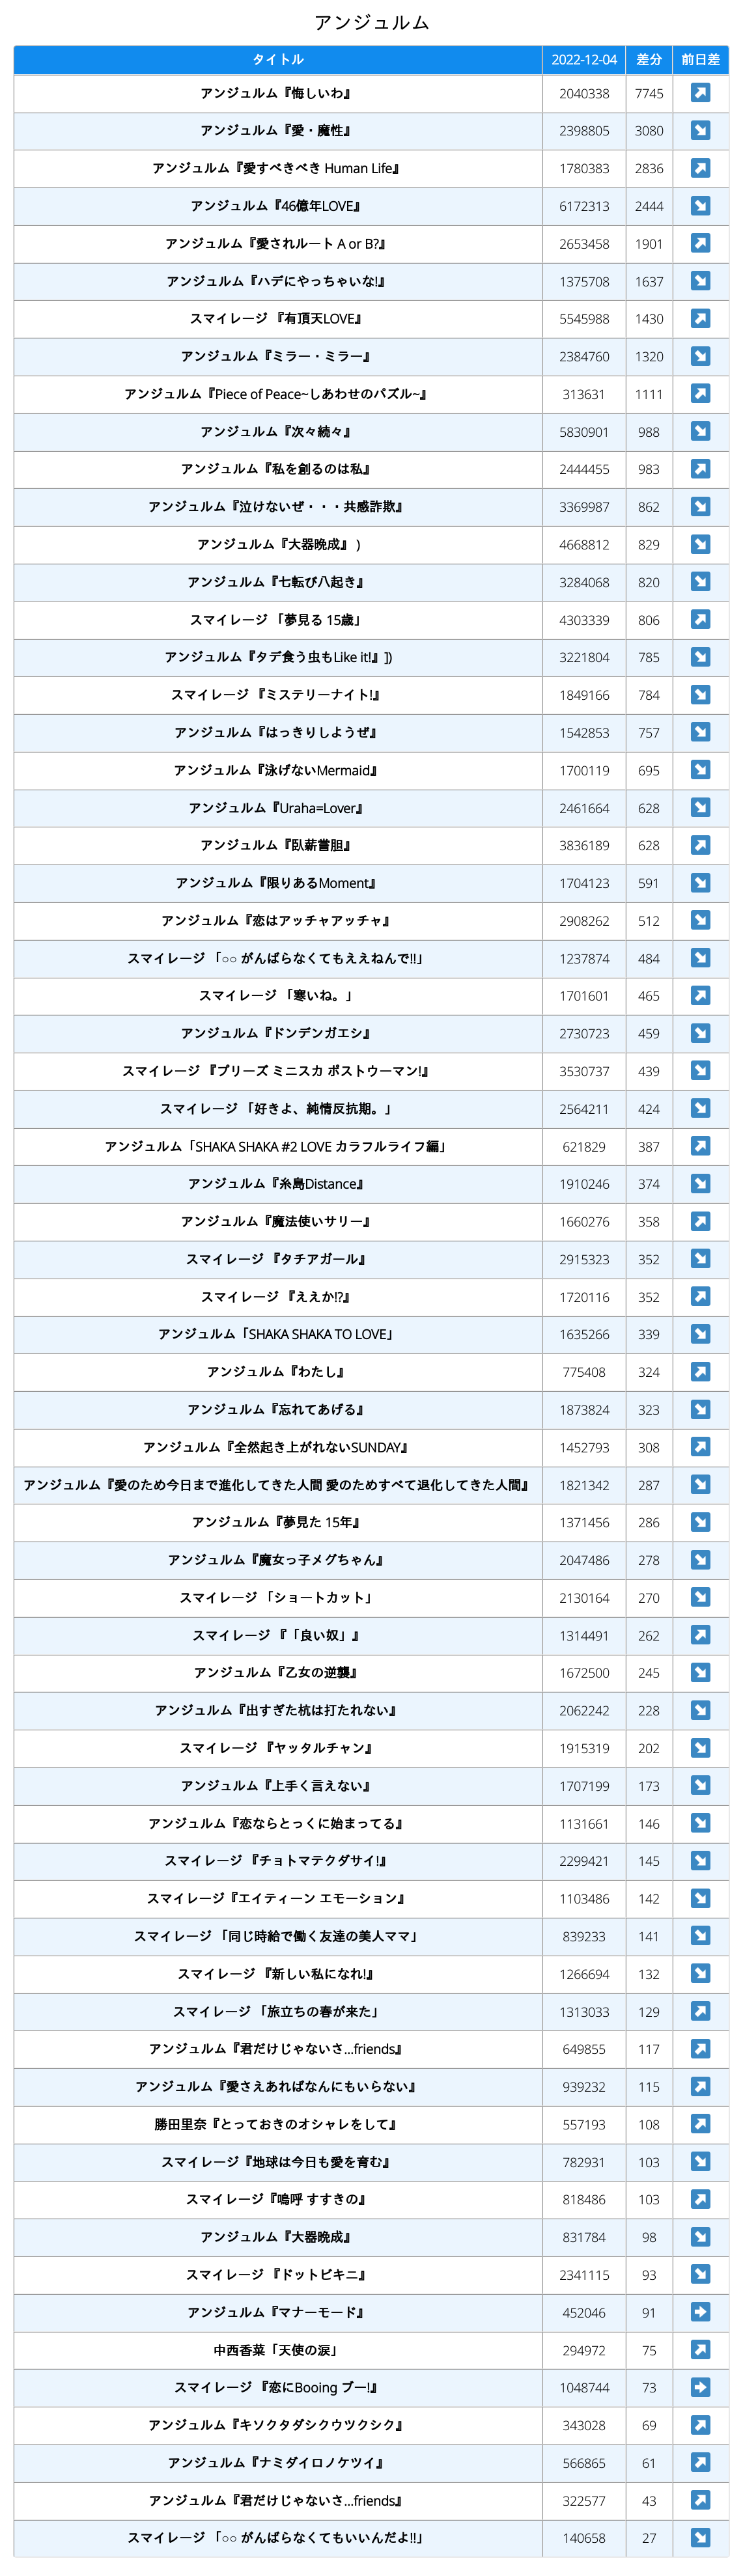 アンジュルム
タイトル 2022-12-04 差分 前日差
アンジュルム『悔しいわ』 2040338 7745 ↗
アンジュルム『愛・魔性』 2398805 3080 ↘
アンジュルム『愛すべきべき Human Life』 1780383 2836 ↗
アンジュルム『46億年LOVE』 6172313 2444 ↘
アンジュルム『愛されルート A or B?』 2653458 1901 ↗
アンジュルム『ハデにやっちゃいな!』 1375708 1637 ↘
スマイレージ 『有頂天LOVE』 5545988 1430 ↗
アンジュルム『ミラー・ミラー』 2384760 1320 ↘
アンジュルム『Piece of Peace~しあわせのパズル~』 313631 1111 ↗
アンジュルム『次々続々』 5830901 988 ↘
アンジュルム『私を創るのは私』 2444455 983 ↗
アンジュルム『泣けないぜ・・・共感詐欺』 3369987 862 ↘
アンジュルム『大器晩成』 ) 4668812 829 ↘
アンジュルム『七転び八起き』 3284068 820 ↘
スマイレージ 「夢見る 15歳」 4303339 806 ↗
アンジュルム『タデ食う虫もLike it!』]) 3221804 785 ↘
スマイレージ 『ミステリーナイト!』 1849166 784 ↘
アンジュルム『はっきりしようぜ』 1542853 757 ↘
アンジュルム『泳げないMermaid』 1700119 695 ↘
アンジュルム『Uraha=Lover』 2461664 628 ↘
アンジュルム『臥薪嘗胆』 3836189 628 ↗
アンジュルム『限りあるMoment』 1704123 591 ↘
アンジュルム『恋はアッチャアッチャ』 2908262 512 ↘
スマイレージ 「○○ がんばらなくてもええねんで!!」 1237874 484 ↘
スマイレージ 「寒いね。」 1701601 465 ↗
アンジュルム『ドンデンガエシ』 2730723 459 ↘
スマイレージ 『プリーズ ミニスカ ポストウーマン!』 3530737 439 ↘
スマイレージ 「好きよ、純情反抗期。」 2564211 424 ↘
アンジュルム「SHAKA SHAKA #2 LOVE カラフルライフ編」 621829 387 ↗
アンジュルム『糸島Distance』 1910246 374 ↘
アンジュルム『魔法使いサリー』 1660276 358 ↗
スマイレージ 『タチアガール』 2915323 352 ↘
スマイレージ 『ええか!?』 1720116 352 ↗
アンジュルム「SHAKA SHAKA TO LOVE」 1635266 339 ↘
アンジュルム『わたし』 775408 324 ↗
アンジュルム『忘れてあげる』 1873824 323 ↘
アンジュルム『全然起き上がれないSUNDAY』 1452793 308 ↗
アンジュルム『愛のため今日まで進化してきた人間 愛のためすべて退化してきた人間』 1821342 287 ↘
アンジュルム『夢見た 15年』 1371456 286 ↘
アンジュルム『魔女っ子メグちゃん』 2047486 278 ↘
スマイレージ 「ショートカット」 2130164 270 ↘
スマイレージ 『「良い奴」』 1314491 262 ↗
アンジュルム『乙女の逆襲』 1672500 245 ↘
アンジュルム『出すぎた杭は打たれない』 2062242 228 ↘
スマイレージ 『ヤッタルチャン』 1915319 202 ↘
アンジュルム『上手く言えない』 1707199 173 ↘
アンジュルム『恋ならとっくに始まってる』 1131661 146 ↘
スマイレージ 『チョトマテクダサイ!』 2299421 145 ↘
スマイレージ『エイティーン エモーション』 1103486 142 ↘
スマイレージ 「同じ時給で働く友達の美人ママ」 839233 141 ↘
スマイレージ 『新しい私になれ!』 1266694 132 ↘
スマイレージ 「旅立ちの春が来た」 1313033 129 ↗
アンジュルム『君だけじゃないさ...friends』 649855 117 ↗
アンジュルム『愛さえあればなんにもいらない』 939232 115 ↗
勝田里奈『とっておきのオシャレをして』 557193 108 ↗
スマイレージ『地球は今日も愛を育む』 782931 103 ↘
スマイレージ『嗚呼 すすきの』 818486 103 ↗
アンジュルム『大器晩成』 831784 98 ↘
スマイレージ 『ドットビキニ』 2341115 93 ↘
アンジュルム『マナーモード』 452046 91 →
中西香菜「天使の涙」 294972 75 ↗
スマイレージ 『恋にBooing ブー!』 1048744 73 →
アンジュルム『キソクタダシクウツクシク』 343028 69 ↗
アンジュルム『ナミダイロノケツイ』 566865 61 ↗
アンジュルム『君だけじゃないさ...friends』 322577 43 ↗
スマイレージ 「○○ がんばらなくてもいいんだよ!!」 140658 27 ↘